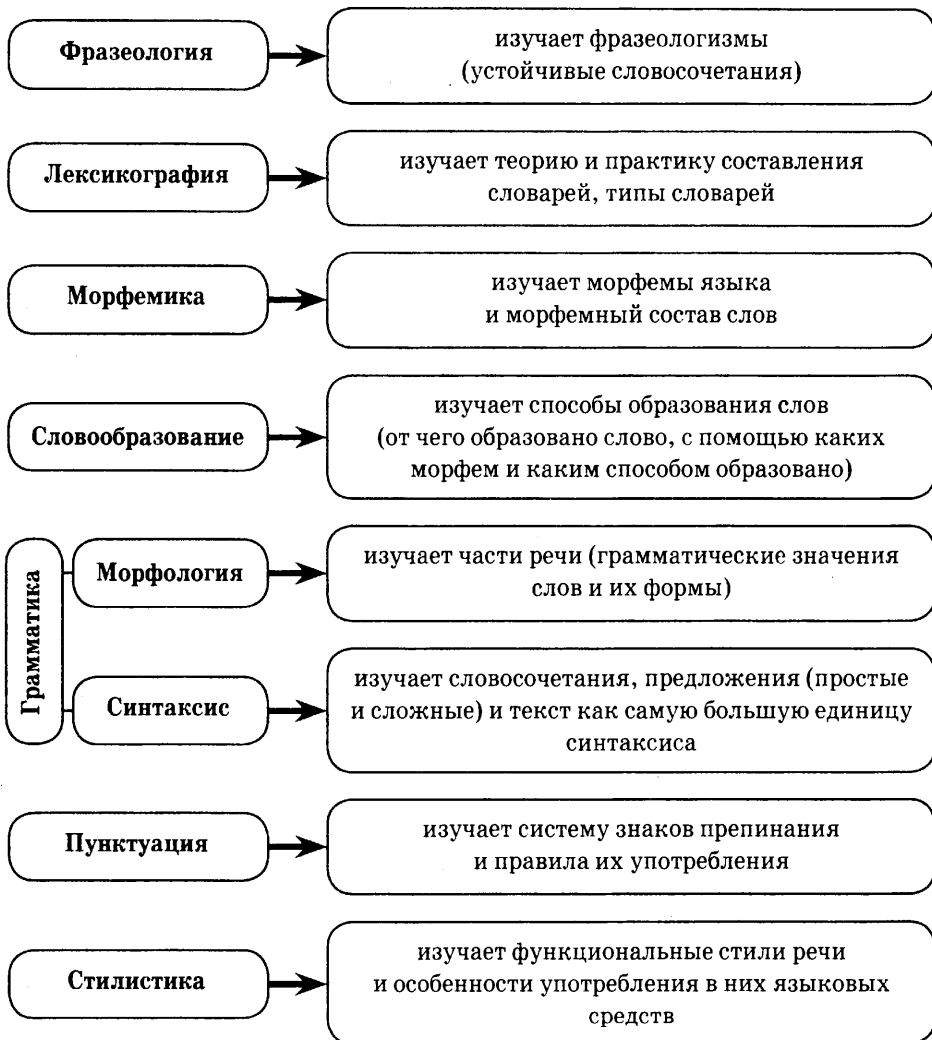 Фразеология
изучает фразеологизмы
(устойчивые словосочетания)
Лексикография
изучает теорию и практику составления
словарей, типы словарей
Морфемика
изучает морфемы языка
и морфемный состав слов
Словообразование
изучает способы образования слов
(от чего образовано слово, с помощью каких
морфем и каким способом образовано)
Грамматика
Морфология
изучает части речи (грамматические значения
слов и их формы)
Синтаксис
изучает словосочетания, предложения (простые
и сложные) и текст как самую большую единицу
синтаксиса
Пунктуация
изучает систему знаков препинания
и правила их употребления
Стилистика
изучает функциональные стили речи
и особенности употребления в них языковых
средств